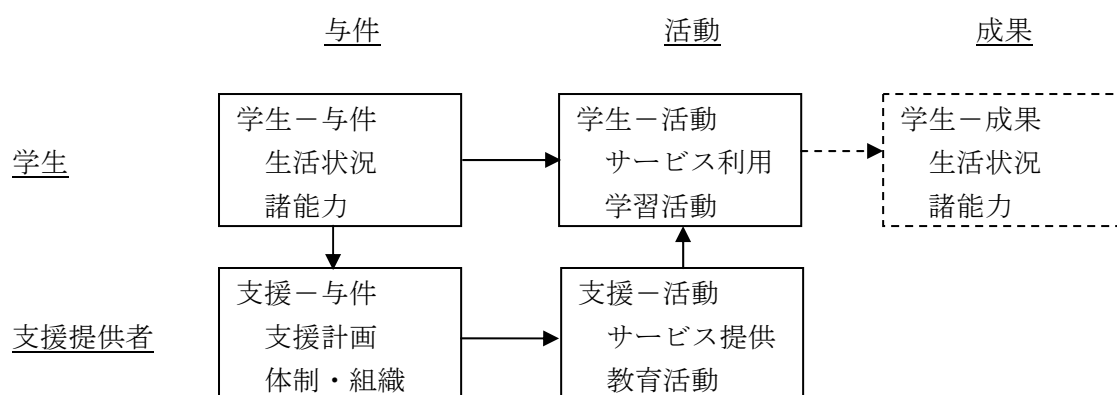 与件
活動
成果
学生
学生－与件
生活状況
諸能力
学生－活動
サービス利用
学習活動
学生－成果
生活状況
諸能力
支援提供者
支援－与件
支援計画
体制・組織
支援－活動
サービス提供
教育活動